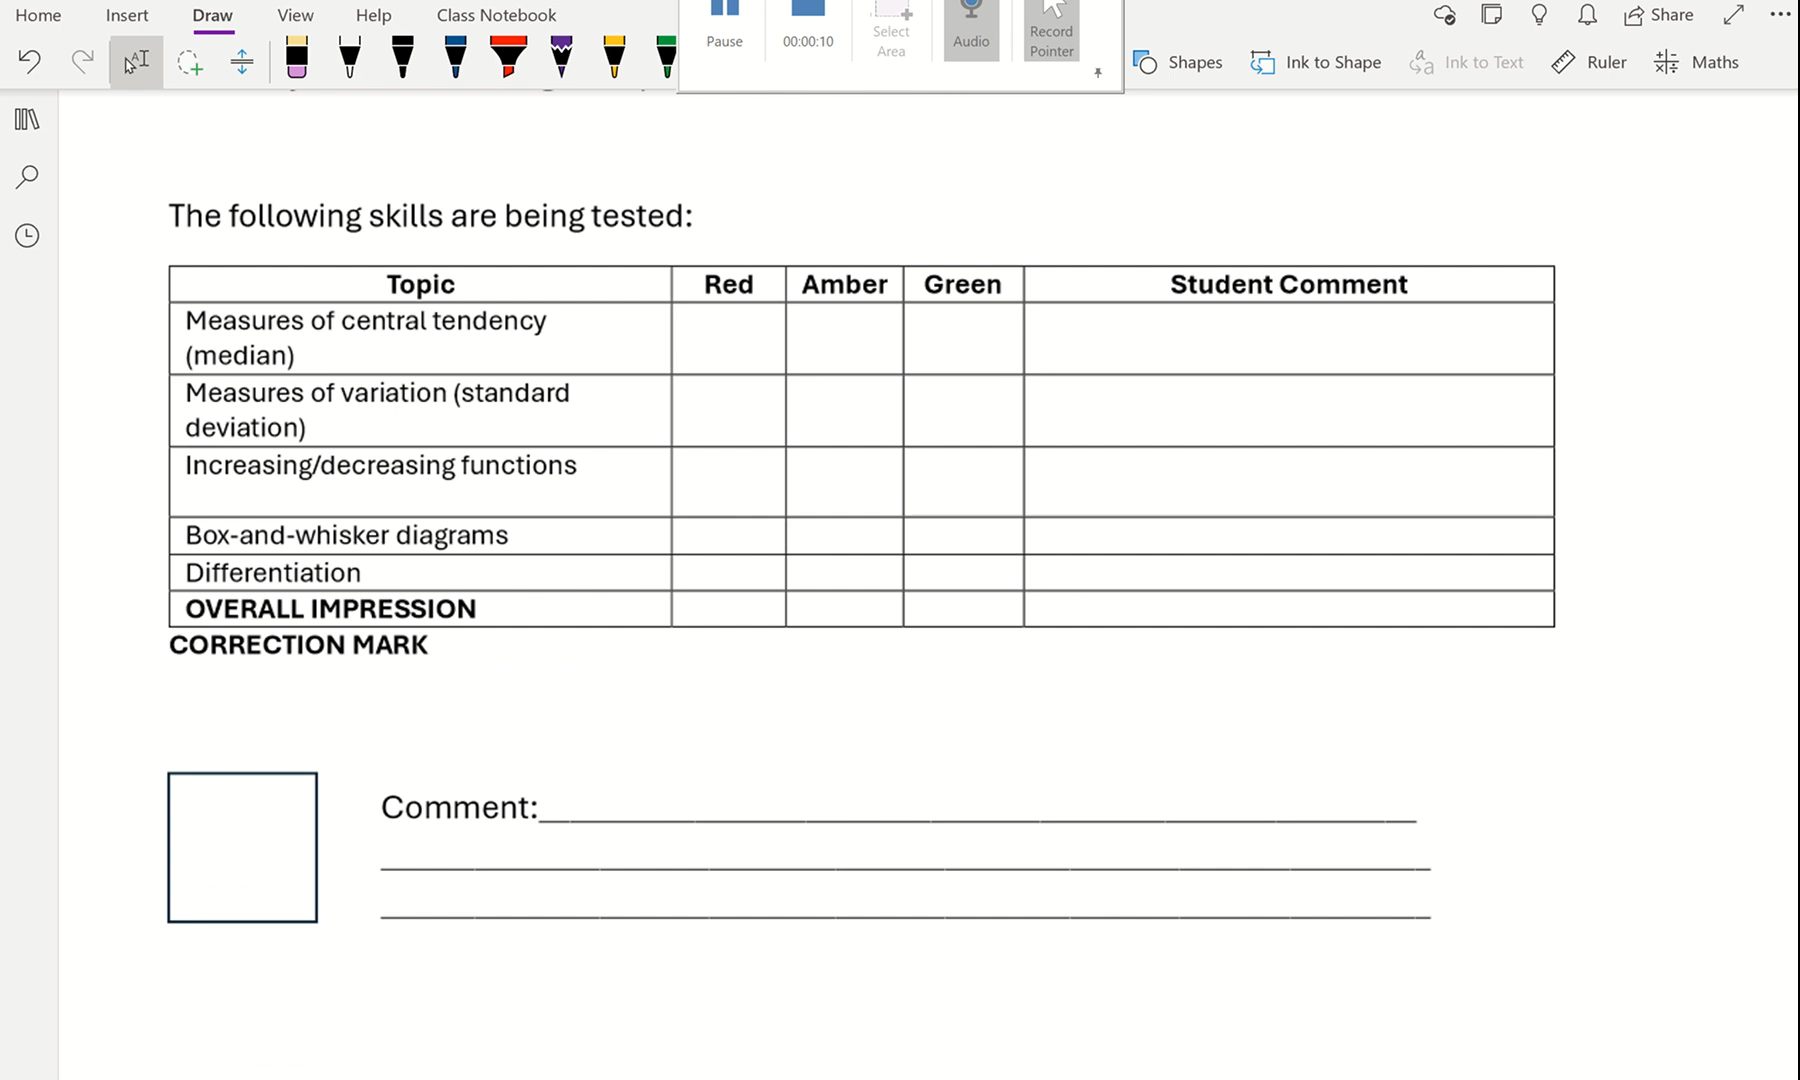 Home Insert Draw View Help Class Notebook
Pause 00:00:10 Select Area Audio Record Pointer
Share
Shapes Ink to Shape Ink to Text Ruler Maths
The following skills are being tested:
Topic Red Amber Green Student Comment
Measures of central tendency
(median)
Measures of variation (standard
deviation)
Increasing/decreasing functions
Box-and-whisker diagrams
Differentiation
OVERALL IMPRESSION
CORRECTION MARK
Comment: